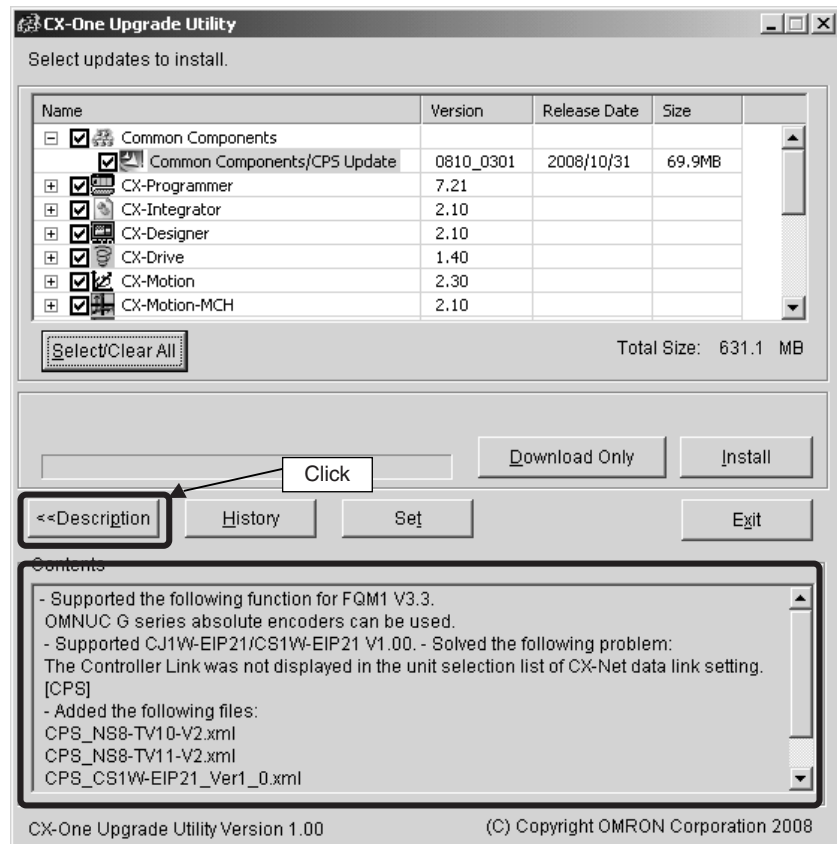 CX-One Upgrade Utility
Select updates to install.
Name Version Release Date Size
Common Components
Common Components/CPS Update 0810_0301 2008/10/31 69.9MB
CX-Programmer 7.21
CX-Integrator 2.10
CX-Designer 2.10
CX-Drive 1.40
CX-Motion 2.30
CX-Motion-MCH 2.10
Select/Clear All
Total Size: 631.1 MB
Click
Download Only
Install
<<Description
History
Set
Exit
Contents
- Supported the following function for FQM1 V3.3.
OMNUC G series absolute encoders can be used.
- Supported CJ1W-EIP21/CS1W-EIP21 V1.00. - Solved the following problem:
The Controller Link was not displayed in the unit selection list of CX-Net data link setting.
[CPS]
- Added the following files:
CPS_NS8-TV10-V2.xml
CPS_NS8-TV11-V2.xml
CPS_CS1W-EIP21_Ver1_0.xml
CX-One Upgrade Utility Version 1.00
(C) Copyright OMRON Corporation 2008